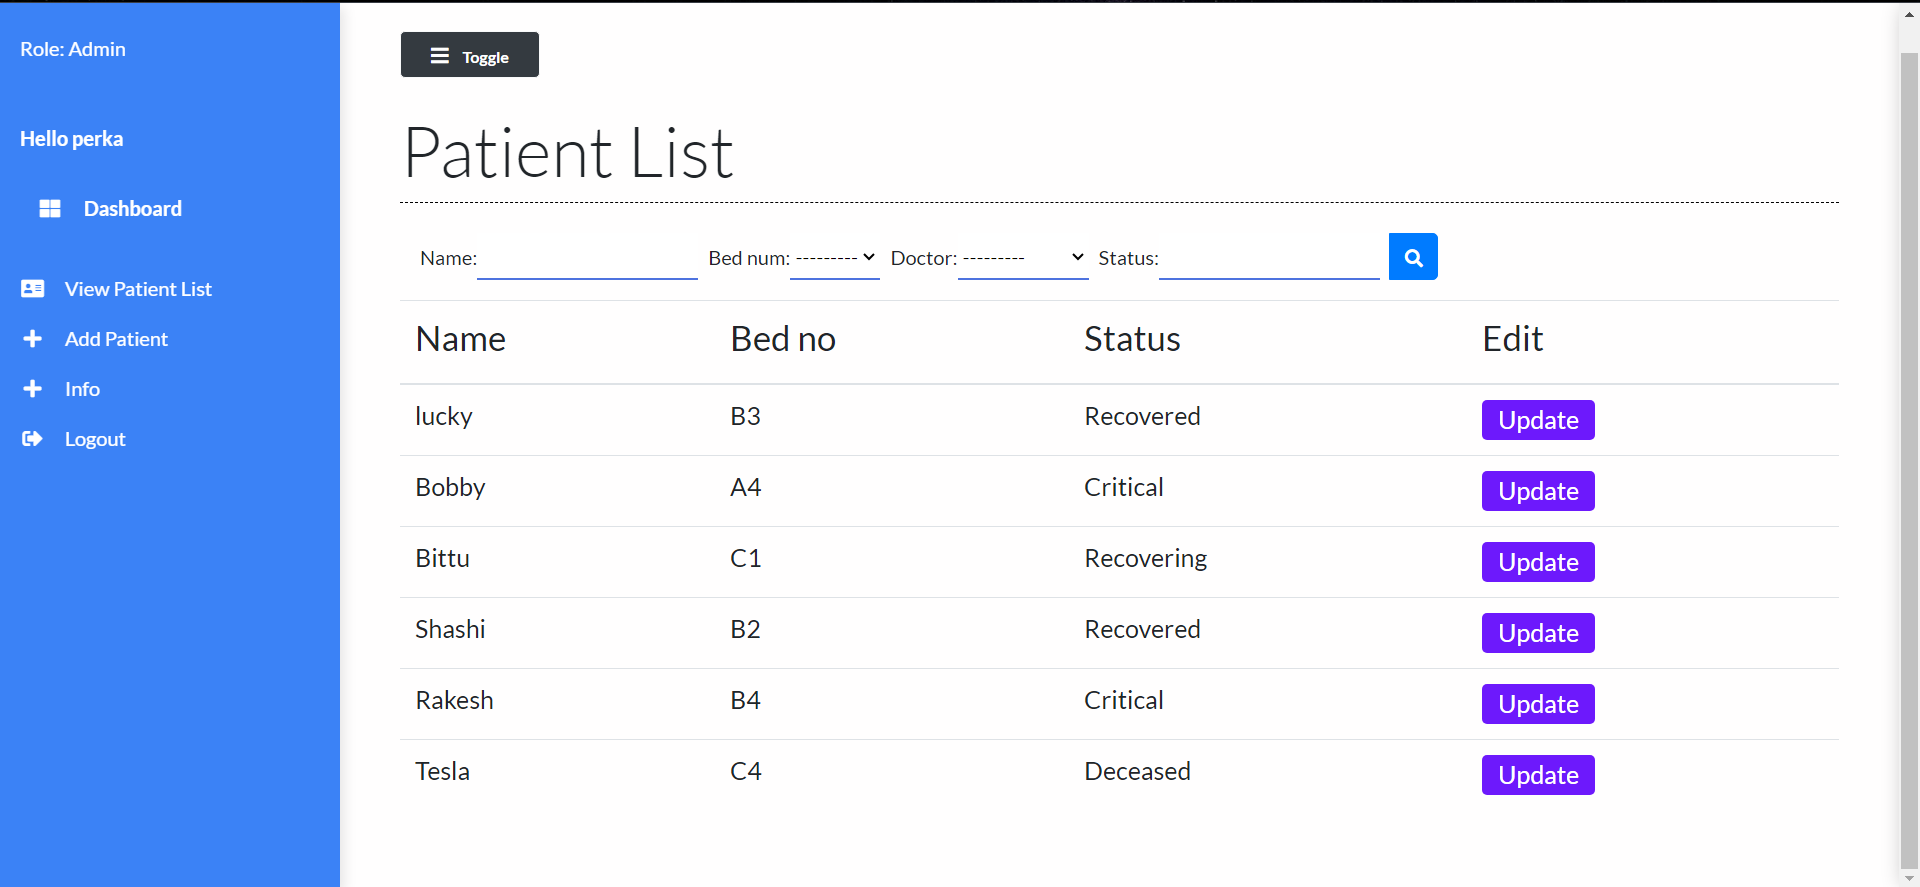 Role: Admin
Hello perka
Dashboard
View Patient List
Add Patient
Info
Logout
Toggle
Patient List
Name: Bed num: --------- Doctor: --------- Status:
Name Bed no Status Edit
lucky B3 Recovered Update
Bobby A4 Critical Update
Bittu C1 Recovering Update
Shashi B2 Recovered Update
Rakesh B4 Critical Update
Tesla C4 Deceased Update